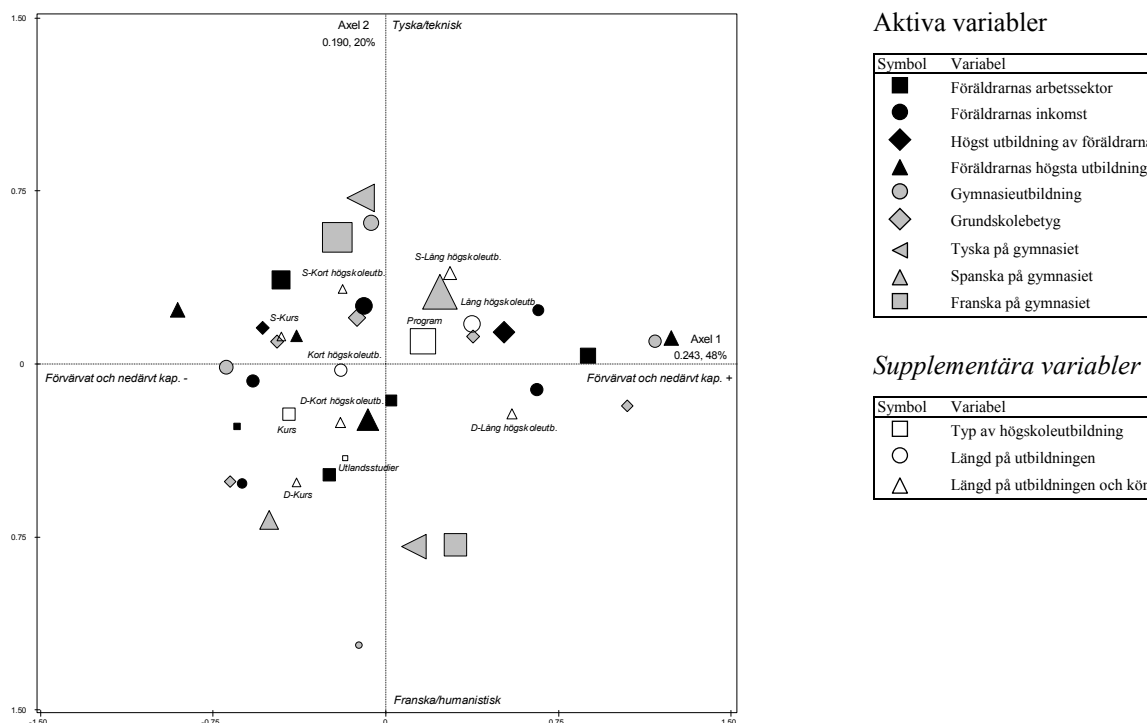 1.50
Axel 2
Tyska/teknisk
0.190, 20%
0.75
S-Lång högskoleutb.
S-Kort högskoleutb.
Lång högskoleutb.
S-Kurs
Program
Axel 1
Kort högskoleutb.
0.243, 48%
0
Förvärvat och nedärvt kap. -
Förvärvat och nedärvt kap. +
D-Kort högskoleutb.
Kurs
D-Lång högskoleutb.
Utlandsstudier
D-Kurs
0.75
Franska/humanistisk
1.50
-1.50
-0.75
0
0.75
1.50
Aktiva variabler
Symbol Variabel
Föräldrarnas arbetssektor
Föräldrarnas inkomst
Högst utbildning av föräldrarna
Föräldrarnas högsta utbildning
Gymnasieutbildning
Grundskolebetyg
Tyska på gymnasiet
Spanska på gymnasiet
Franska på gymnasiet
Supplementära variabler
Symbol Variabel
Typ av högskoleutbildning
Längd på utbildningen
Längd på utbildningen och kön